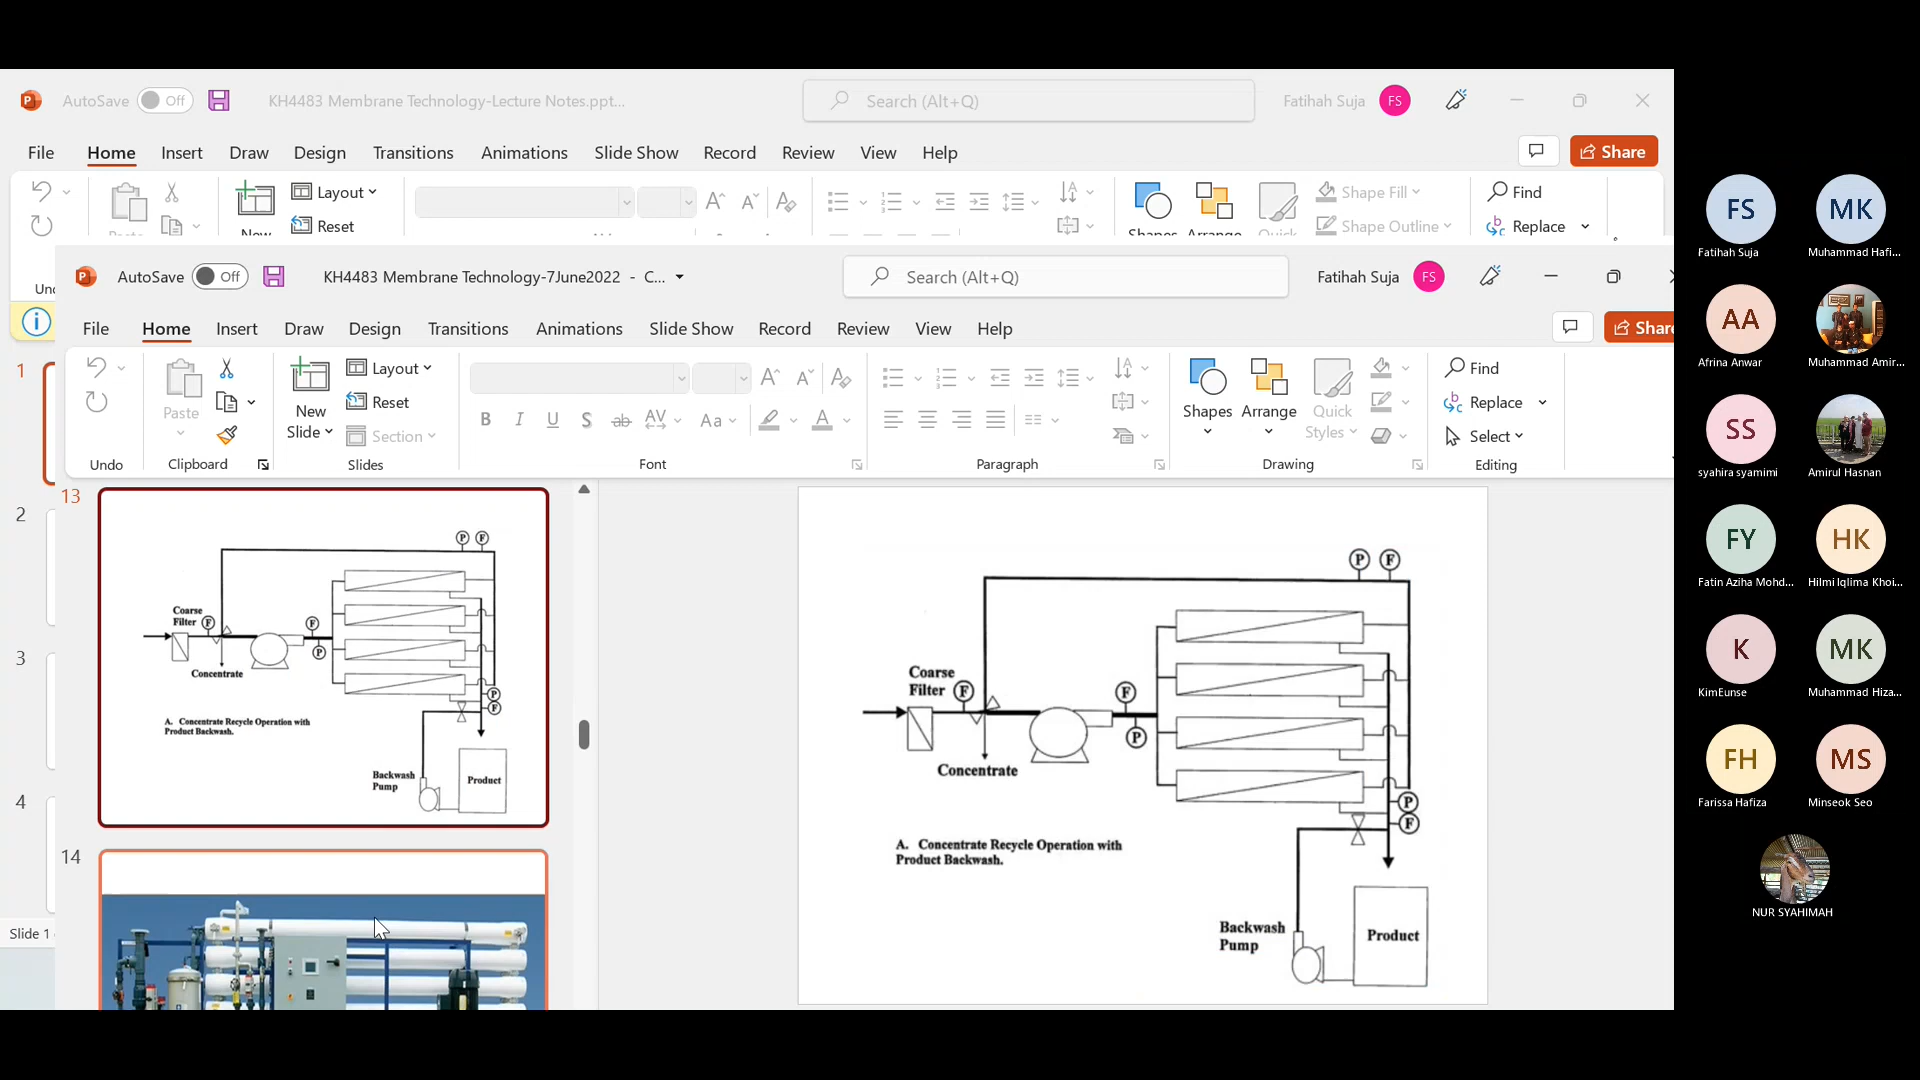 AutoSave Off KH4483 Membrane Technology-Lecture Notes.ppt... Search (Alt+Q) Fatihah Suja FS
File Home Insert Draw Design Transitions Animations Slide Show Record Review View Help Share
Layout Shape Fill Find
Reset Shape Outline Replace
AutoSave Off KH4483 Membrane Technology-7June2022 - C... Search (Alt+Q) Fatihah Suja FS
File Home Insert Draw Design Transitions Animations Slide Show Record Review View Help Share
Paste New Slide Layout Reset Section
B I U S ab AV Aa A
Shapes Arrange Quick Styles
Find
Replace
Select
Undo Clipboard Slides Font Paragraph Drawing Editing
1
2
3
4
Slide 1
13
P F
Coarse
Filter F
F
P
Concentrate
P
F
A. Concentrate Recycle Operation with
Product Backwash.
Backwash
Pump
Product
14
P F
Coarse
Filter F
F
P
Concentrate
P
F
A. Concentrate Recycle Operation with
Product Backwash.
Backwash
Pump
Product
FS MK
Fatihah Suja Muhammad Hafi...
AA
Afrina Anwar Muhammad Amir...
SS
syahira syamimi Amirul Hasnan
FY HK
Fatin Aziha Mohd... Hilmi Iqlima Khoi...
K MK
KimEunse Muhammad Hiza...
FH MS
Farissa Hafiza Minseok Seo
NUR SYAHIMAH